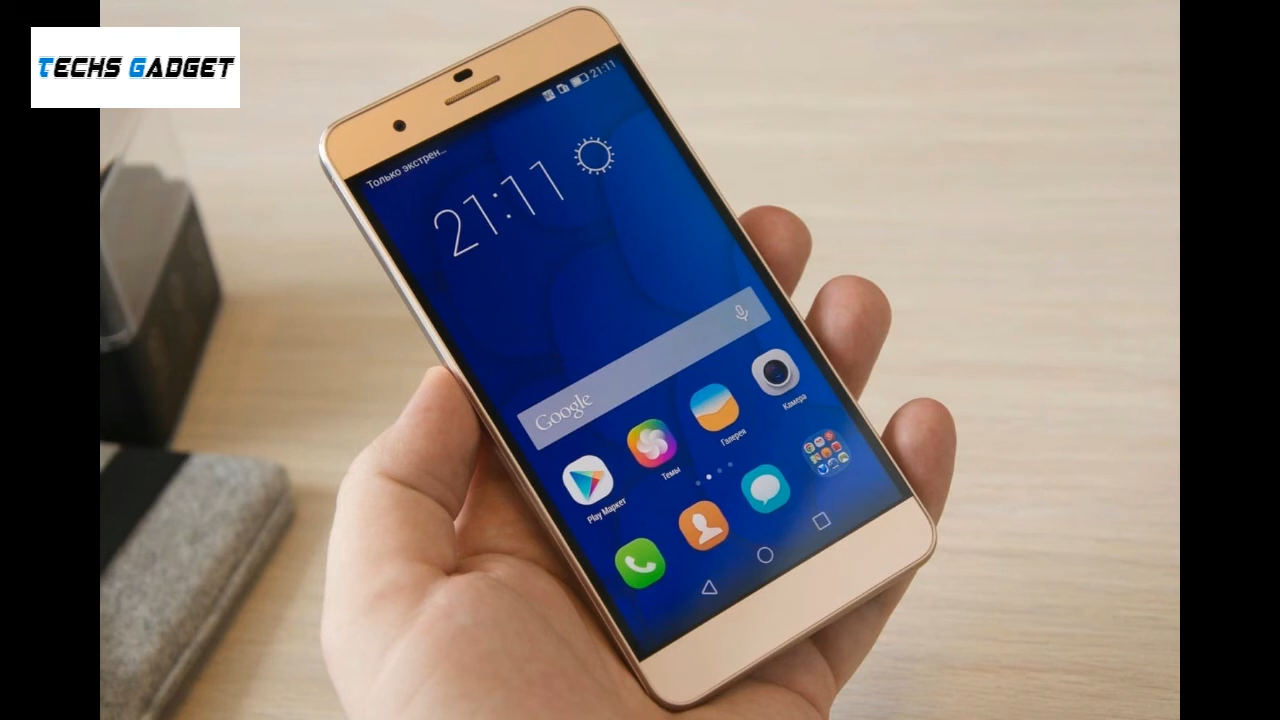 TECHS GADGET
21:11
Только экстрен...
21:11
Google
Play Маркет
Темы
Галерея
Камера